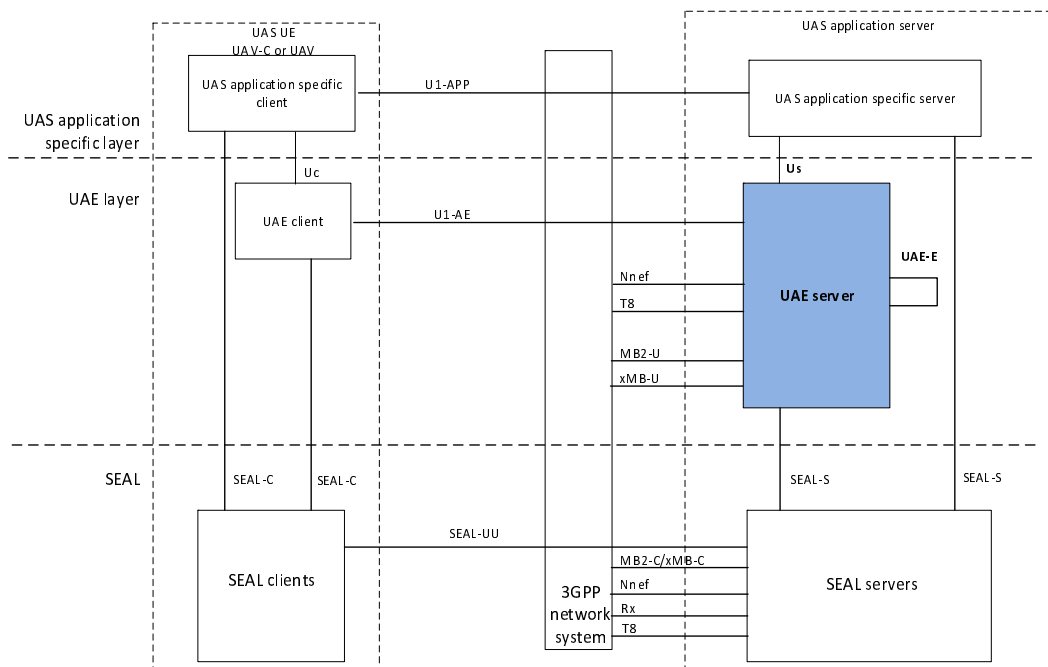 UAS UE
UAV-C or UAV
UAS application server
UAS application specific
client
U1-APP
UAS application specific server
UAS application
specific layer
Uc
Us
UAE layer
UAE client
U1-AE
UAE-E
Nnef
UAE server
T8
MB2-U
xMB-U
SEAL
SEAL-C
SEAL-C
SEAL-S
SEAL-S
SEAL-UU
MB2-C/xMB-C
SEAL clients
Nnef
SEAL servers
3GPP
network
system
Rx
T8